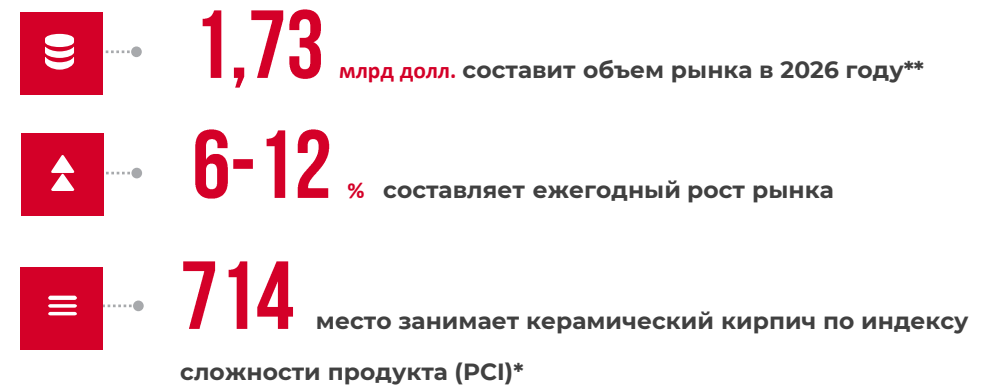 1,73 млрд долл. составит объем рынка в 2026 году**
6-12 % составляет ежегодный рост рынка
714 место занимает керамический кирпич по индексу
сложности продукта (PCI)*